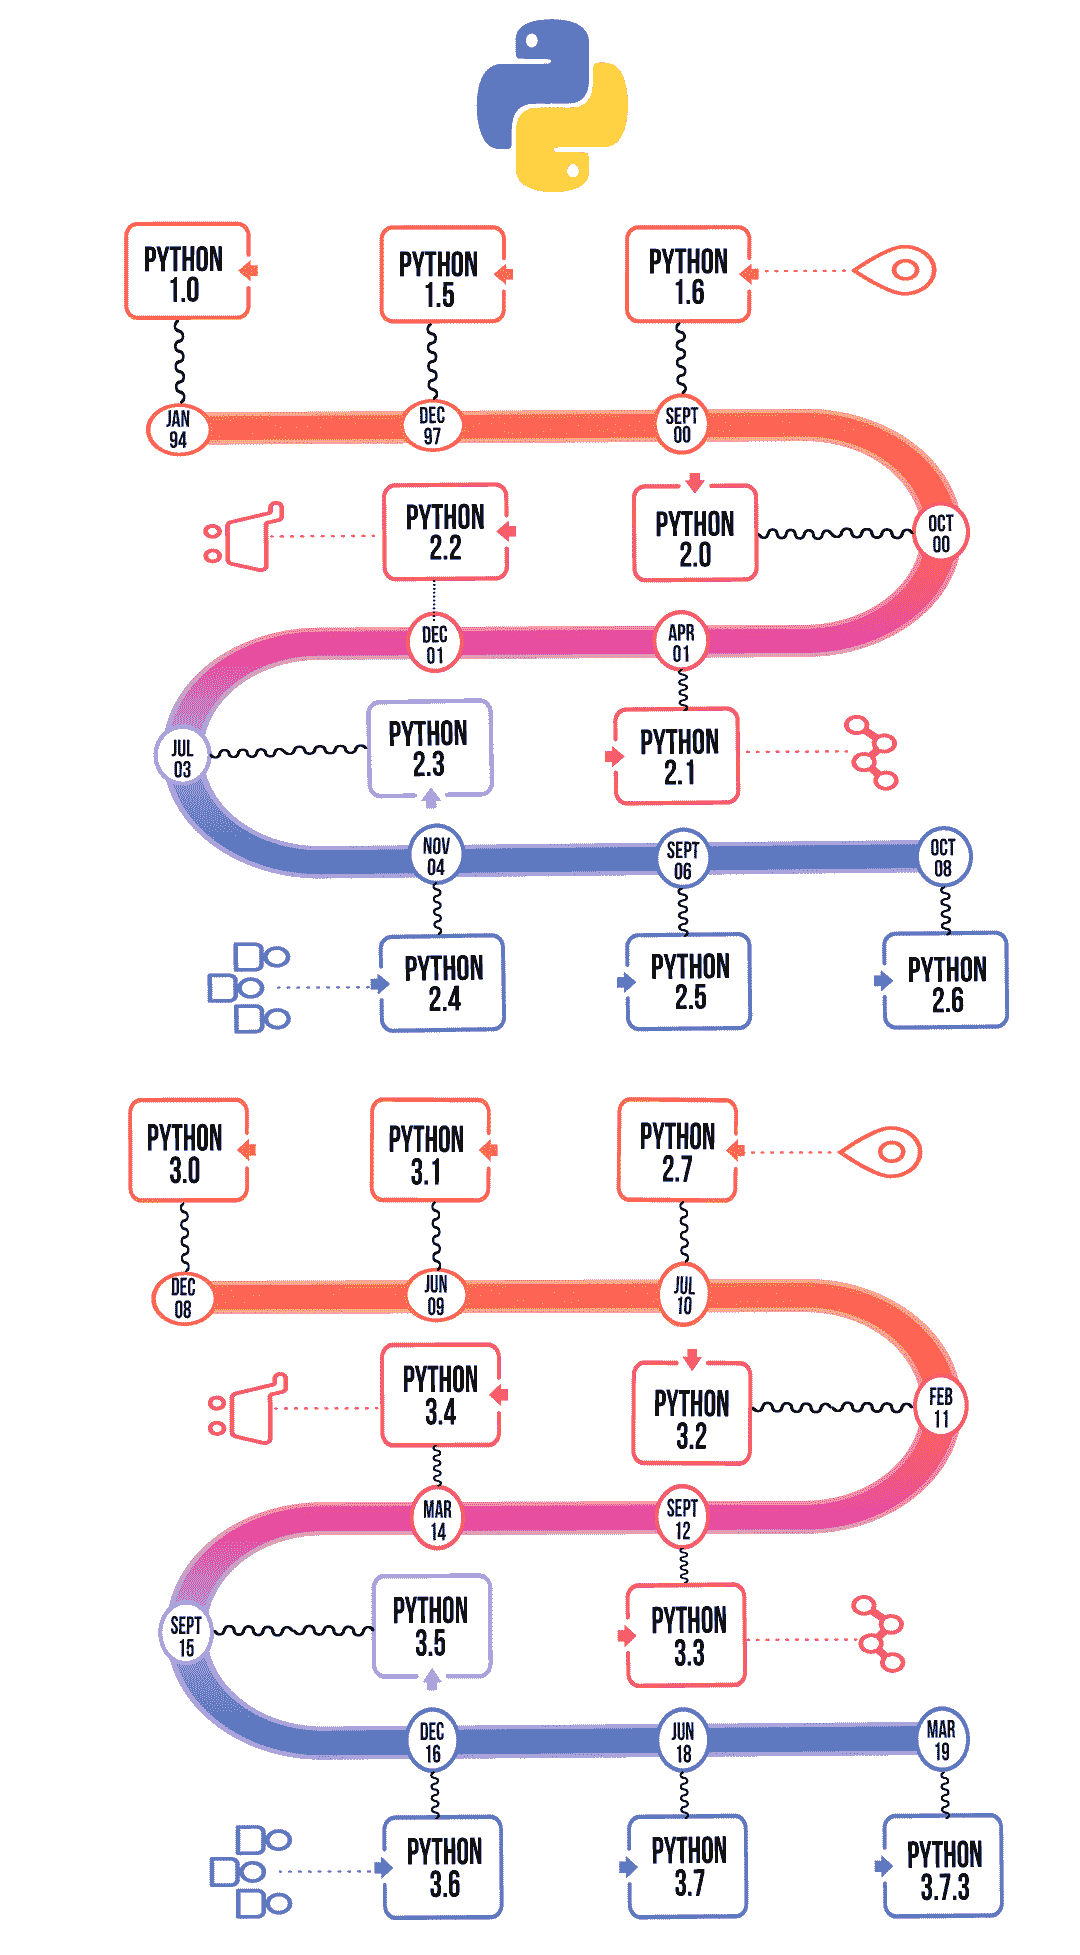 PYTHON
1.0
PYTHON
1.5
PYTHON
1.6
JAN
94
DEC
97
SEPT
00
PYTHON
2.2
PYTHON
2.0
OCT
00
DEC
01
APR
01
JUL
03
PYTHON
2.3
PYTHON
2.1
NOV
04
SEPT
06
OCT
08
PYTHON
2.4
PYTHON
2.5
PYTHON
2.6
PYTHON
3.0
PYTHON
3.1
PYTHON
2.7
DEC
08
JUN
09
JUL
10
PYTHON
3.4
PYTHON
3.2
FEB
11
MAR
14
SEPT
12
SEPT
15
PYTHON
3.5
PYTHON
3.3
DEC
16
JUN
18
MAR
19
PYTHON
3.6
PYTHON
3.7
PYTHON
3.7.3